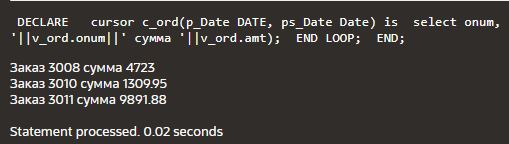 DECLARE   cursor c_ord(p_Date DATE, ps_Date Date) is  select onum,
'||v_ord.onum||' сумма '||v_ord.amt);  END LOOP;  END;
Заказ 3008 сумма 4723
Заказ 3010 сумма 1309.95
Заказ 3011 сумма 9891.88
Statement processed. 0.02 seconds